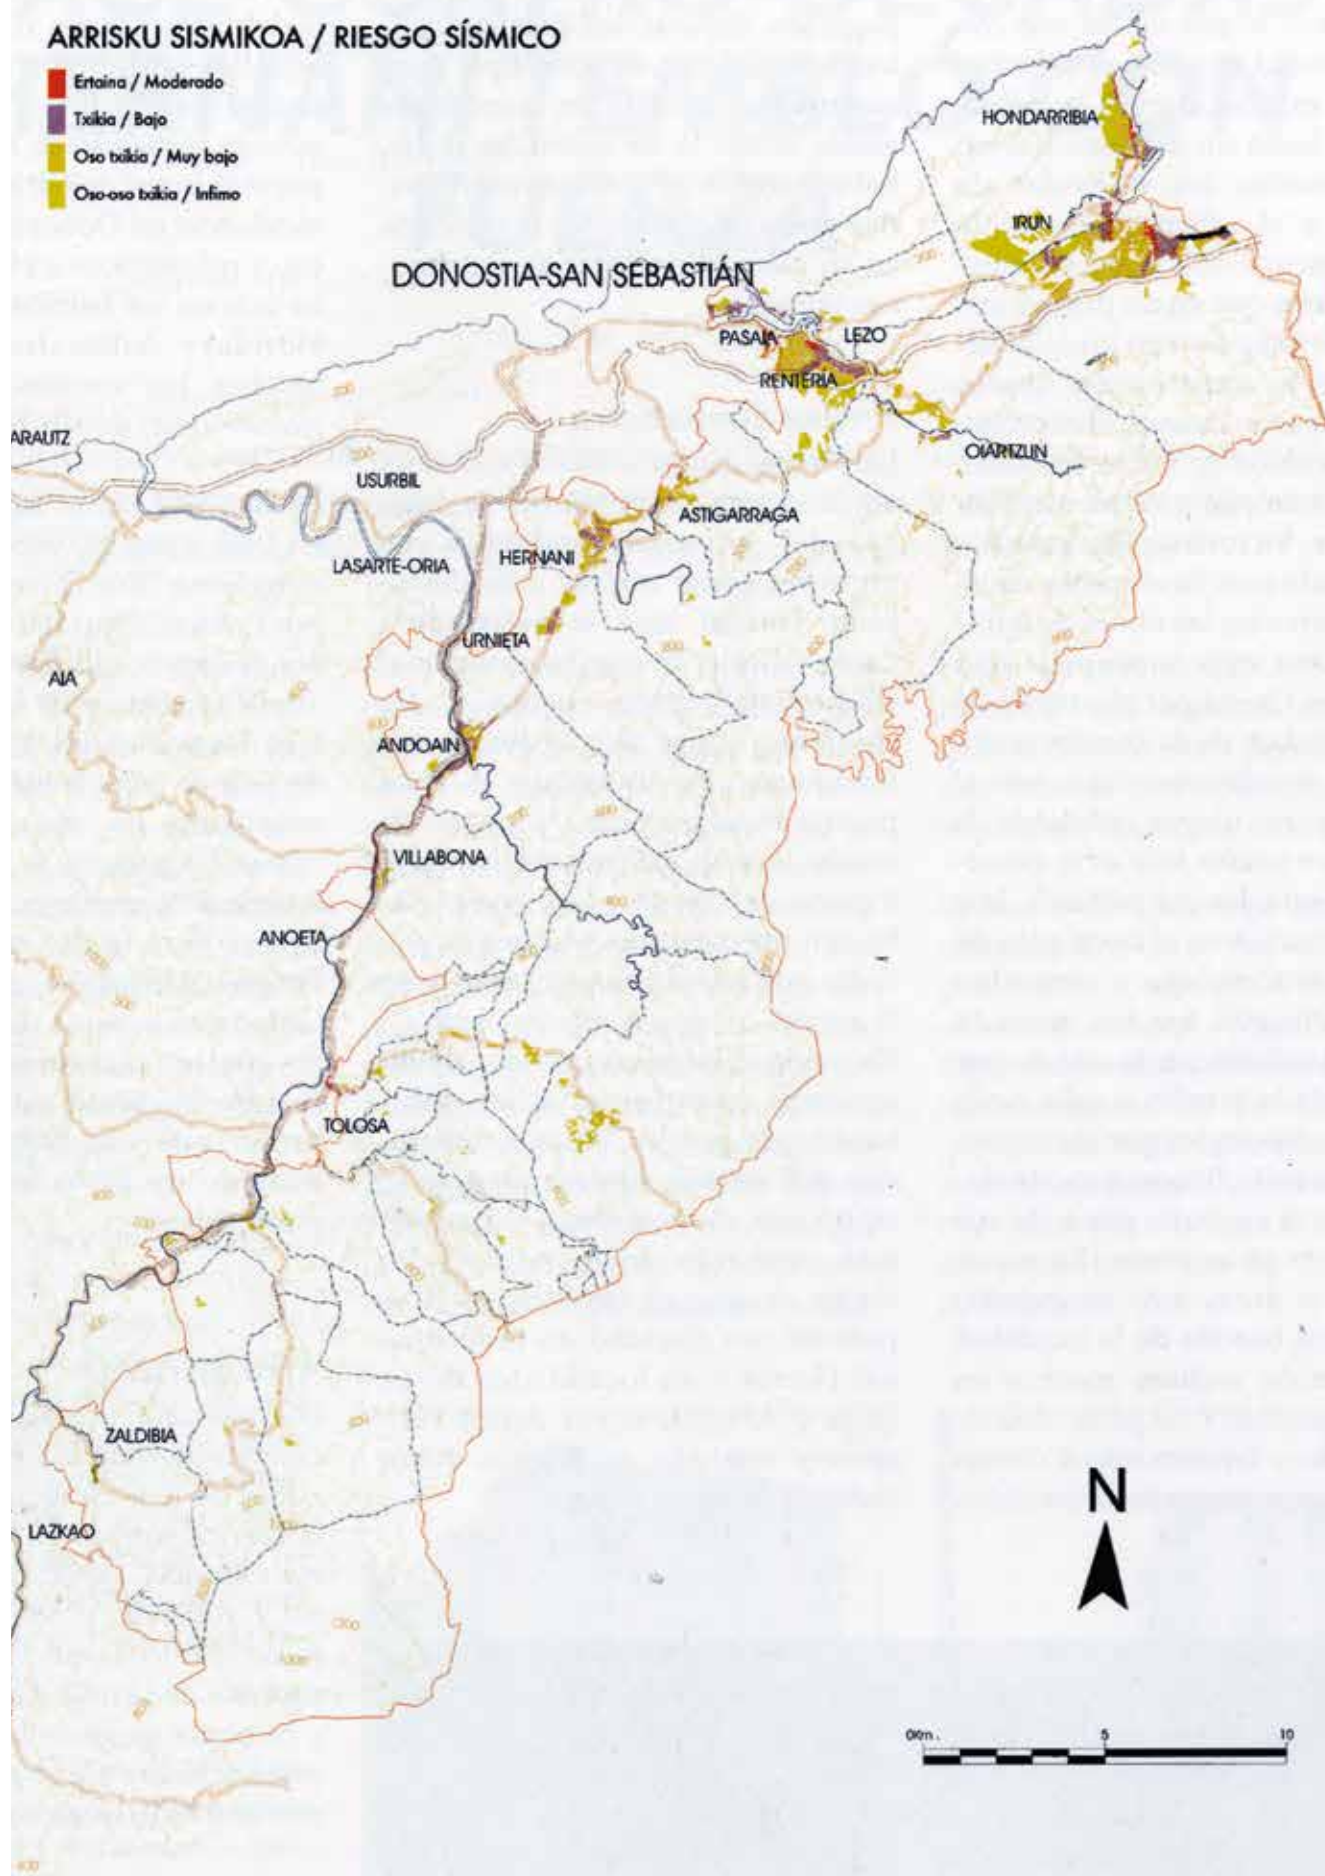 ARRISKU SISMIKOA / RIESGO SÍSMICO
Ertaina / Moderado
Txikia / Bajo
Oso txikia / Muy bajo
Oso-oso txikia / Infimo
HONDARRIBIA
IRUN
DONOSTIA-SAN SEBASTIÁN
PASAIA
LEZO
RENTERIA
ARAUTZ
OIARTZUN
USURBIL
ASTIGARRAGA
HERNANI
LASARTE-ORIA
URNIETA
AIA
ANDOAIN
VILLABONA
ANOETA
TOLOSA
ZALDIBIA
LAZKAO
N
0Km.
5
10